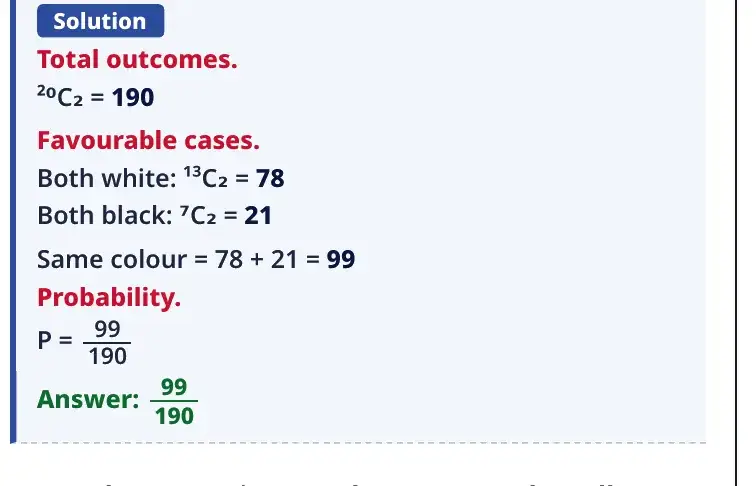 Solution
Total outcomes.
²⁰C₂ = 190
Favourable cases.
Both white: ¹³C₂ = 78
Both black: ⁷C₂ = 21
Same colour = 78 + 21 = 99
Probability.
P = 99/190
Answer: 99/190